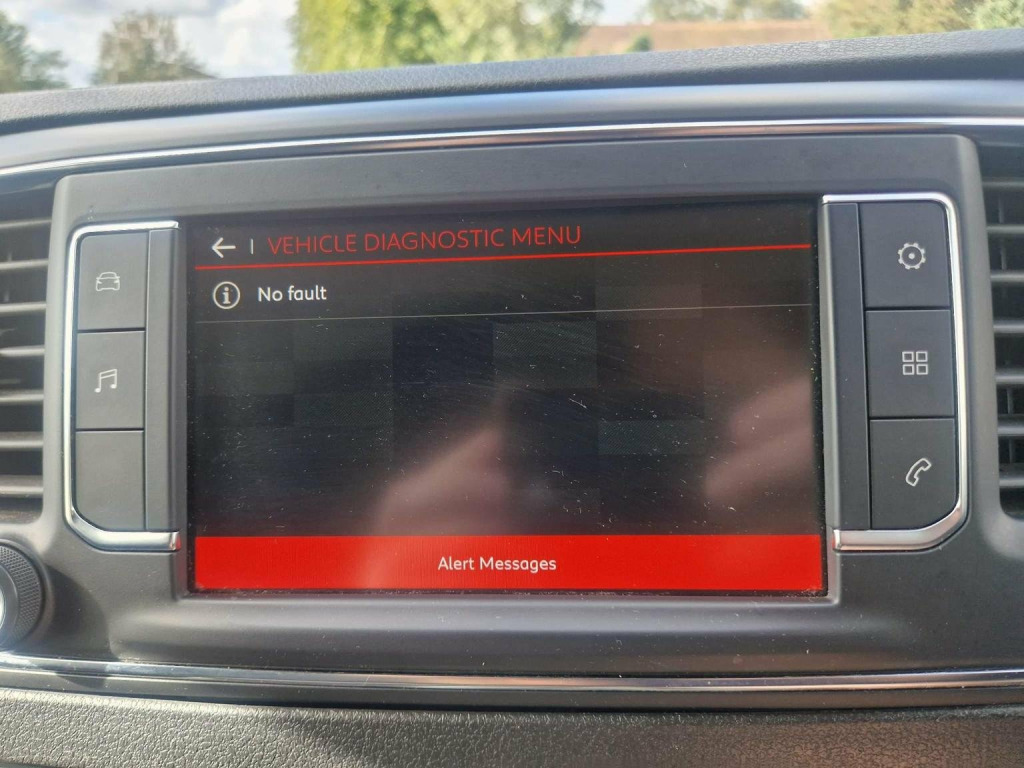 VEHICLE DIAGNOSTIC MENU
No fault
Alert Messages